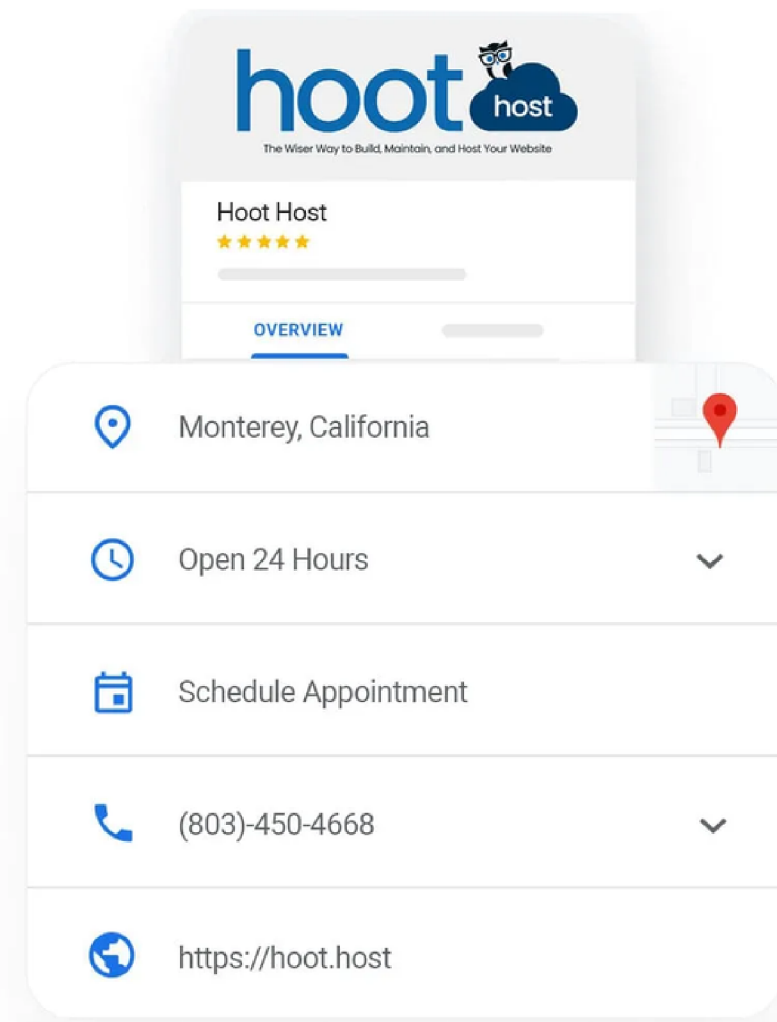 hoot
host
The Wiser Way to Build, Maintain, and Host Your Website
Hoot Host
OVERVIEW
Monterey, California
Open 24 Hours
Schedule Appointment
(803)-450-4668
https://hoot.host